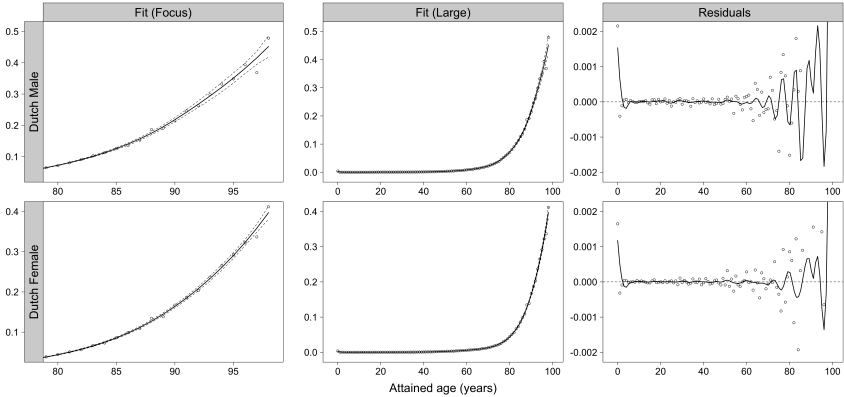 Fit (Focus) Fit (Large) Residuals
Dutch Male
0.5 0.4 0.3 0.2 0.1
0.5 0.4 0.3 0.2 0.1 0.0
0.002 0.001 0.000 -0.001 -0.002
80 85 90 95
0 20 40 60 80 100
0 20 40 60 80 100
Dutch Female
0.4 0.3 0.2 0.1
0.4 0.3 0.2 0.1 0.0
0.002 0.001 0.000 -0.001 -0.002
80 85 90 95
0 20 40 60 80 100
0 20 40 60 80 100
Attained age (years)